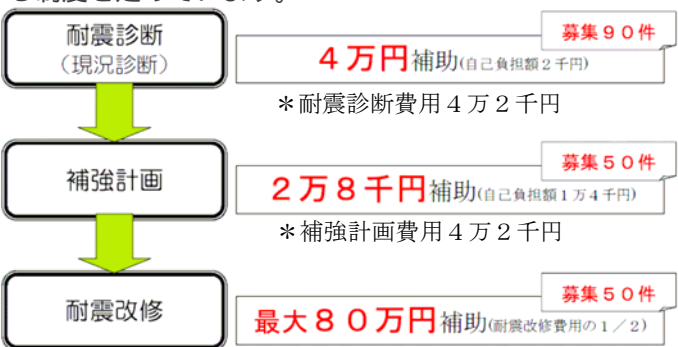 耐震診断
（現況診断）
募集９０件
４万円補助(自己負担額２千円)
＊耐震診断費用４万２千円
補強計画
募集５０件
２万８千円補助(自己負担額１万４千円)
＊補強計画費用４万２千円
耐震改修
募集５０件
最大８０万円補助(耐震改修費用の１／２)